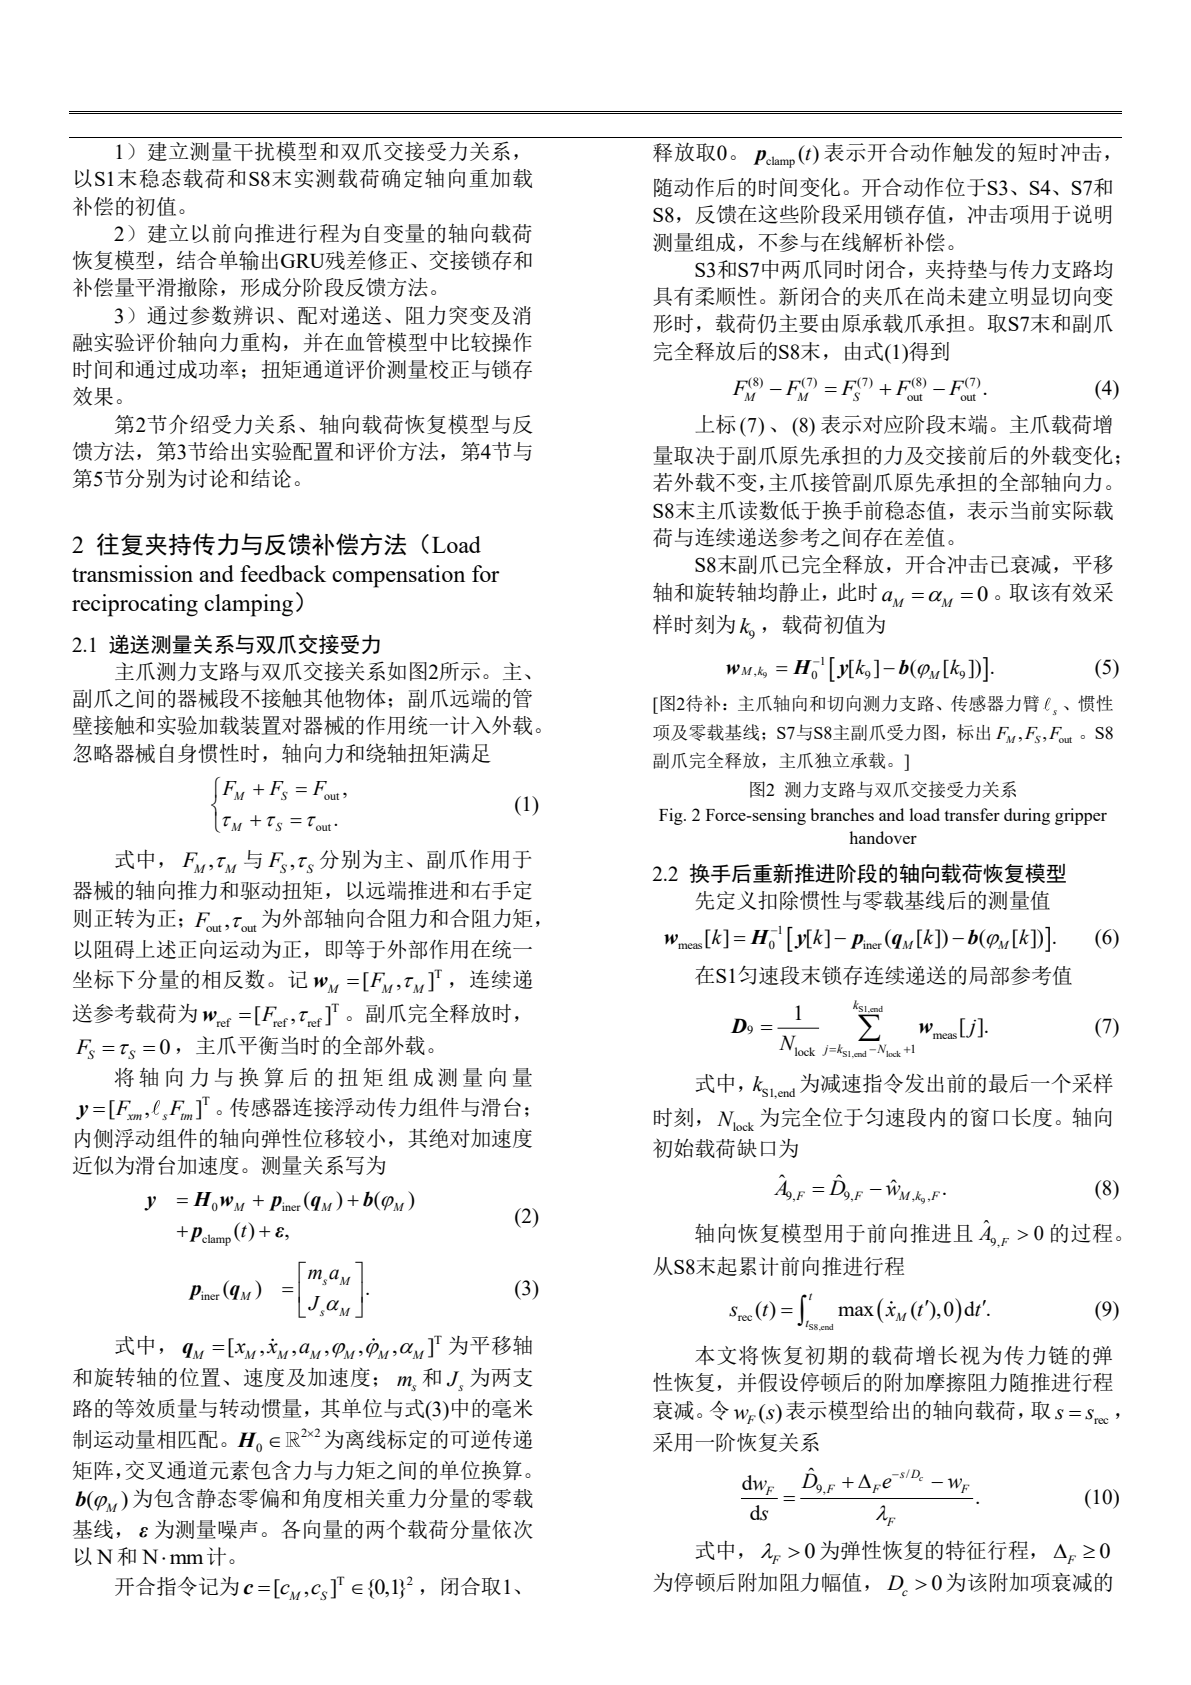 1）建立测量干扰模型和双爪交接受力关系，
以S1末稳态载荷和S8末实测载荷确定轴向重加载
补偿的初值。
2）建立以前向推进行程为自变量的轴向载荷
恢复模型，结合单输出GRU残差修正、交接锁存和
补偿量平滑撤除，形成分阶段反馈方法。
3）通过参数辨识、配对递送、阻力突变及消
融实验评价轴向力重构，并在血管模型中比较操作
时间和通过成功率；扭矩通道评价测量校正与锁存
效果。
第2节介绍受力关系、轴向载荷恢复模型与反
馈方法，第3节给出实验配置和评价方法，第4节与
第5节分别为讨论和结论。
2 往复夹持传力与反馈补偿方法（Load
transmission and feedback compensation for
reciprocating clamping）
2.1 递送测量关系与双爪交接受力
主爪测力支路与双爪交接关系如图2所示。主、
副爪之间的器械段不接触其他物体；副爪远端的管
壁接触和实验加载装置对器械的作用统一计入外载。
忽略器械自身惯性时，轴向力和绕轴扭矩满足
{ F_M + F_S = F_out,
τ_M + τ_S = τ_out. (1)
式中， F_M,τ_M 与 F_S,τ_S 分别为主、副爪作用于
器械的轴向推力和驱动扭矩，以远端推进和右手定
则正转为正；F_out,τ_out 为外部轴向合阻力和合阻力矩，
以阻碍上述正向运动为正，即等于外部作用在统一
坐标下分量的相反数。记 w_M =[F_M,τ_M]^T ，连续递
送参考载荷为 w_ref =[F_ref,τ_ref]^T 。副爪完全释放时，
F_S = τ_S = 0，主爪平衡当时的全部外载。
将轴向力与换算后的扭矩组成测量向量
y =[F_xm,ℓ_s F_tm]^T 。传感器连接浮动传力组件与滑台；
内侧浮动组件的轴向弹性位移较小，其绝对加速度
近似为滑台加速度。测量关系写为
y = H_0 w_M + p_iner(q_M) + b(φ_M)
+p_clamp(t) + ε, (2)
p_iner(q_M) = [m_s a_M; J_s α_M]. (3)
式中， q_M =[x_M,ẋ_M,a_M,φ_M,φ̇_M,α_M]^T 为平移轴
和旋转轴的位置、速度及加速度； m_s 和 J_s 为两支
路的等效质量与转动惯量，其单位与式(3)中的毫米
制运动量相匹配。H_0 ∈ ℝ^{2×2} 为离线标定的可逆传递
矩阵，交叉通道元素包含力与力矩之间的单位换算。
b(φ_M) 为包含静态零偏和角度相关重力分量的零载
基线， ε 为测量噪声。各向量的两个载荷分量依次
以 N 和 N·mm 计。
开合指令记为 c =[c_M,c_S]^T ∈{0,1}^2 ，闭合取1、
释放取0。 p_clamp(t) 表示开合动作触发的短时冲击，
随动作后的时间变化。开合动作位于S3、S4、S7和
S8，反馈在这些阶段采用锁存值，冲击项用于说明
测量组成，不参与在线解析补偿。
S3和S7中两爪同时闭合，夹持垫与传力支路均
具有柔顺性。新闭合的夹爪在尚未建立明显切向变
形时，载荷仍主要由原承载爪承担。取S7末和副爪
完全释放后的S8末，由式(1)得到
F_M^(8) − F_M^(7) = F_S^(7) + F_out^(8) − F_out^(7). (4)
上标 (7) 、(8) 表示对应阶段末端。主爪载荷增
量取决于副爪原先承担的力及交接前后的外载变化；
若外载不变，主爪接管副爪原先承担的全部轴向力。
S8末主爪读数低于换手前稳态值，表示当前实际载
荷与连续递送参考之间存在差值。
S8末副爪已完全释放，开合冲击已衰减，平移
轴和旋转轴均静止，此时 a_M = α_M = 0 。取该有效采
样时刻为 k_9 ，载荷初值为
w_{M,k_9} = H_0^{−1}[y[k_9] − b(φ_M[k_9])]. (5)
[图2待补：主爪轴向和切向测力支路、传感器力臂 ℓ_s 、惯性
项及零载基线；S7与S8主副爪受力图，标出 F_M,F_S,F_out 。S8
副爪完全释放，主爪独立承载。]
图2 测力支路与双爪交接受力关系
Fig. 2 Force-sensing branches and load transfer during gripper
handover
2.2 换手后重新推进阶段的轴向载荷恢复模型
先定义扣除惯性与零载基线后的测量值
w_meas[k] = H_0^{−1}[y[k] − p_iner(q_M[k]) − b(φ_M[k])]. (6)
在S1匀速段末锁存连续递送的局部参考值
D_9 = 1/N_lock ∑_{j=k_{S1,end}−N_lock+1}^{k_{S1,end}} w_meas[j]. (7)
式中，k_{S1,end} 为减速指令发出前的最后一个采样
时刻， N_lock 为完全位于匀速段内的窗口长度。轴向
初始载荷缺口为
Â_{9,F} = D̂_{9,F} − ŵ_{M,k_9,F}. (8)
轴向恢复模型用于前向推进且 Â_{9,F} > 0 的过程。
从S8末起累计前向推进行程
s_rec(t) = ∫_{t_{S8,end}}^{t} max(ẋ_M(t′),0)dt′. (9)
本文将恢复初期的载荷增长视为传力链的弹
性恢复，并假设停顿后的附加摩擦阻力随推进行程
衰减。令 w_F(s) 表示模型给出的轴向载荷，取 s = s_rec ，
采用一阶恢复关系
dw_F/ds = (D̂_{9,F} + Δ_F e^{−s/D_c} − w_F)/λ_F. (10)
式中， λ_F > 0 为弹性恢复的特征行程， Δ_F ≥ 0
为停顿后附加阻力幅值， D_c > 0 为该附加项衰减的